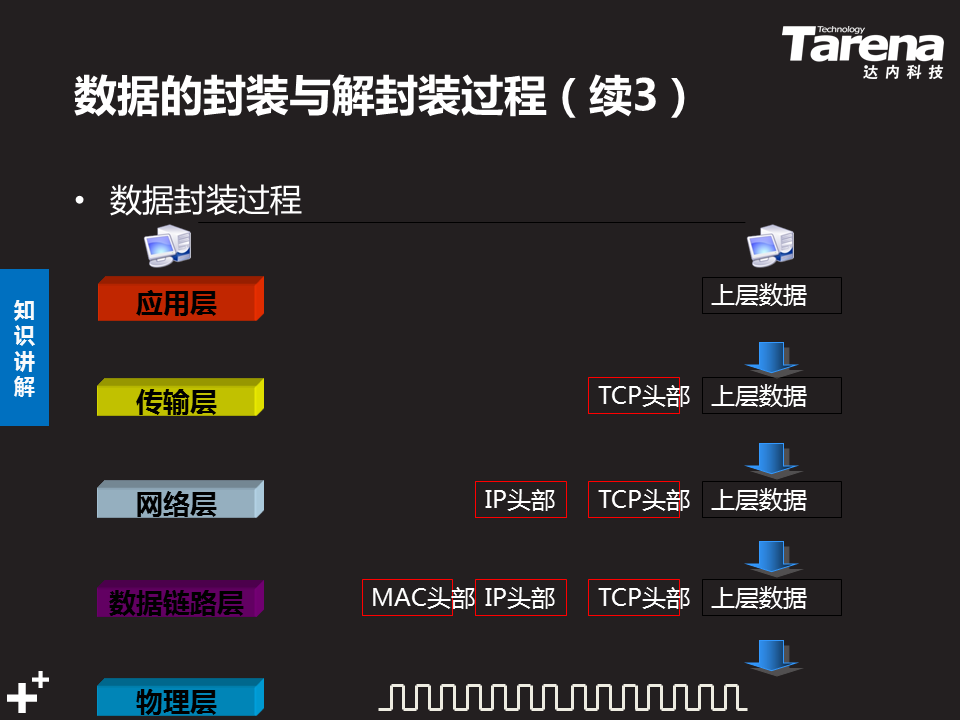 Technology
Tarena
达内科技
数据的封装与解封装过程（续3）
• 数据封装过程
知识讲解
应用层
上层数据
传输层
TCP头部 上层数据
网络层
IP头部 TCP头部 上层数据
数据链路层
MAC头部 IP头部 TCP头部 上层数据
物理层